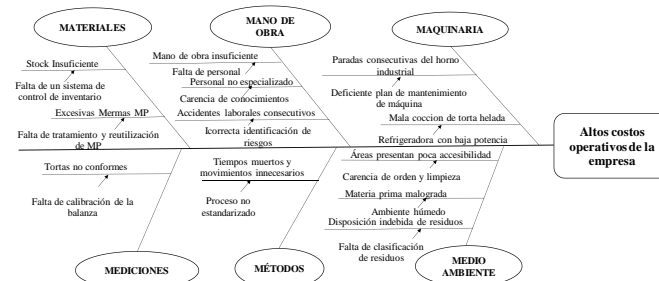 MATERIALES
MANO DE
OBRA
MAQUINARIA
Stock Insuficiente
Falta de un sistema de
control de inventario
Excesivas Mermas MP
Falta de tratamiento y reutilización
de MP
Mano de obra insuficiente
Falta de personal
Personal no especializado
Carencia de conocimientos
Accidentes laborales consecutivos
Icorrecta identificación de
riesgos
Paradas consecutivas del horno
industrial
Deficiente plan de mantenimiento
de máquina
Mala coccion de torta helada
Refrigeradora con baja potencia
Altos costos
operativos de la
empresa
Tortas no conformes
Falta de calibración de la
balanza
Tiempos muertos y
movimientos innecesarios
Proceso no
estandarizado
Áreas presentan poca accesibilidad
Carencia de orden y limpieza
Materia prima malograda
Ambiente húmedo
Disposición indebida de residuos
Falta de clasificación
de residuos
MEDICIONES
MÉTODOS
MEDIO
AMBIENTE